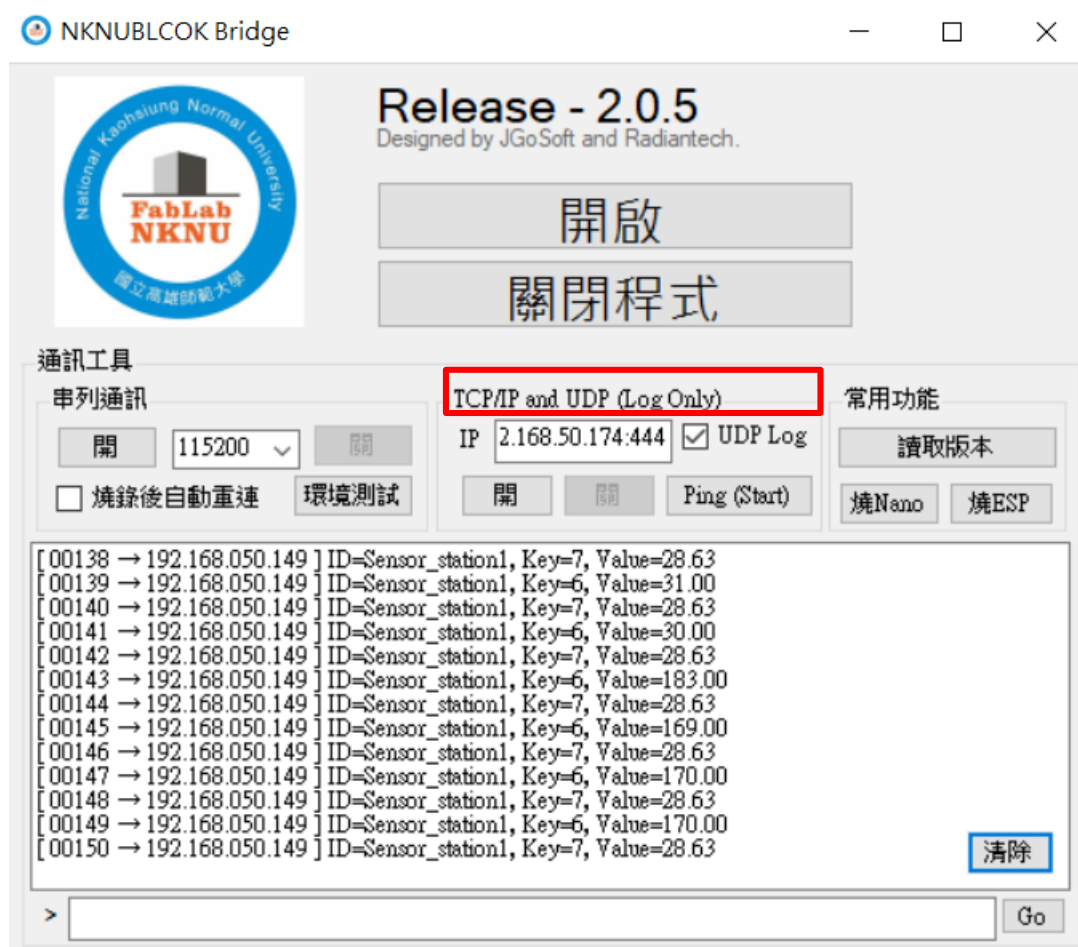 NKNUBLCOK Bridge
National Kaohsiung Normal University
FabLab
NKNU
國立高雄師範大學
Release - 2.0.5
Designed by JGoSoft and Radiantech.
開啟
關閉程式
通訊工具
串列通訊
開
115200
關
燒錄後自動重連
環境測試
TCP/IP and UDP (Log Only)
IP
2.168.50.174:444
UDP Log
開
關
Ping (Start)
常用功能
讀取版本
燒Nano
燒ESP
[ 00138 → 192.168.050.149 ] ID=Sensor_station1, Key=7, Value=28.63
[ 00139 → 192.168.050.149 ] ID=Sensor_station1, Key=6, Value=31.00
[ 00140 → 192.168.050.149 ] ID=Sensor_station1, Key=7, Value=28.63
[ 00141 → 192.168.050.149 ] ID=Sensor_station1, Key=6, Value=30.00
[ 00142 → 192.168.050.149 ] ID=Sensor_station1, Key=7, Value=28.63
[ 00143 → 192.168.050.149 ] ID=Sensor_station1, Key=6, Value=183.00
[ 00144 → 192.168.050.149 ] ID=Sensor_station1, Key=7, Value=28.63
[ 00145 → 192.168.050.149 ] ID=Sensor_station1, Key=6, Value=169.00
[ 00146 → 192.168.050.149 ] ID=Sensor_station1, Key=7, Value=28.63
[ 00147 → 192.168.050.149 ] ID=Sensor_station1, Key=6, Value=170.00
[ 00148 → 192.168.050.149 ] ID=Sensor_station1, Key=7, Value=28.63
[ 00149 → 192.168.050.149 ] ID=Sensor_station1, Key=6, Value=170.00
[ 00150 → 192.168.050.149 ] ID=Sensor_station1, Key=7, Value=28.63
清除
>
Go